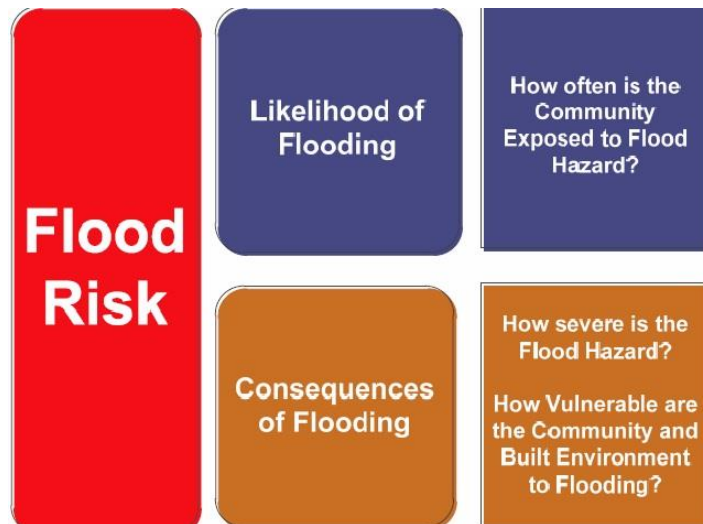 Flood
Risk
Likelihood of
Flooding
How often is the
Community
Exposed to Flood
Hazard?
Consequences
of Flooding
How severe is the
Flood Hazard?
How Vulnerable are
the Community and
Built Environment
to Flooding?